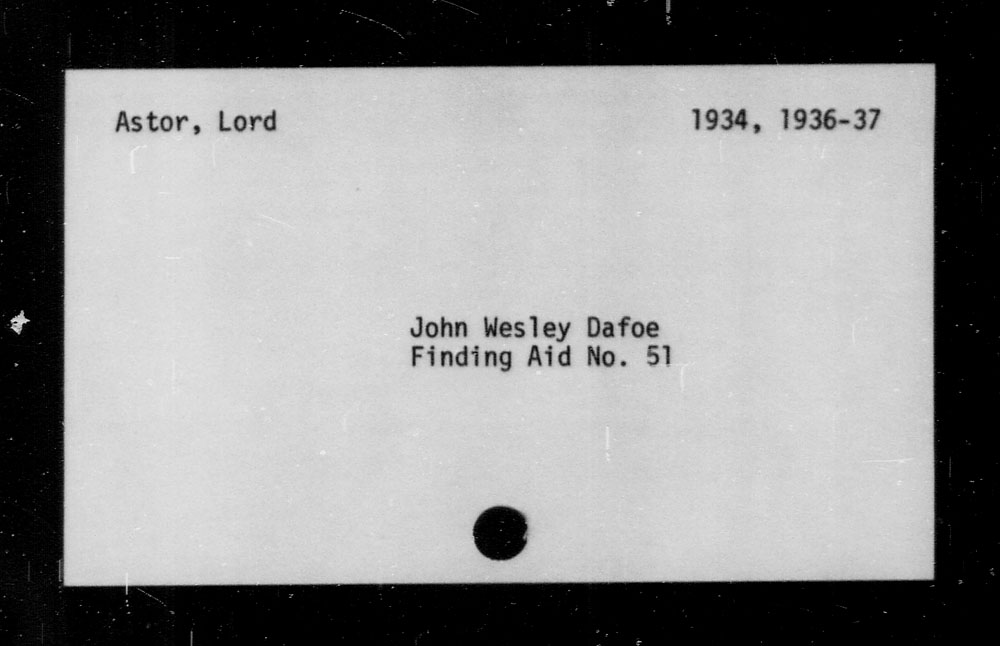 Astor, Lord 1934, 1936-37
John Wesley Dafoe
Finding Aid No. 51